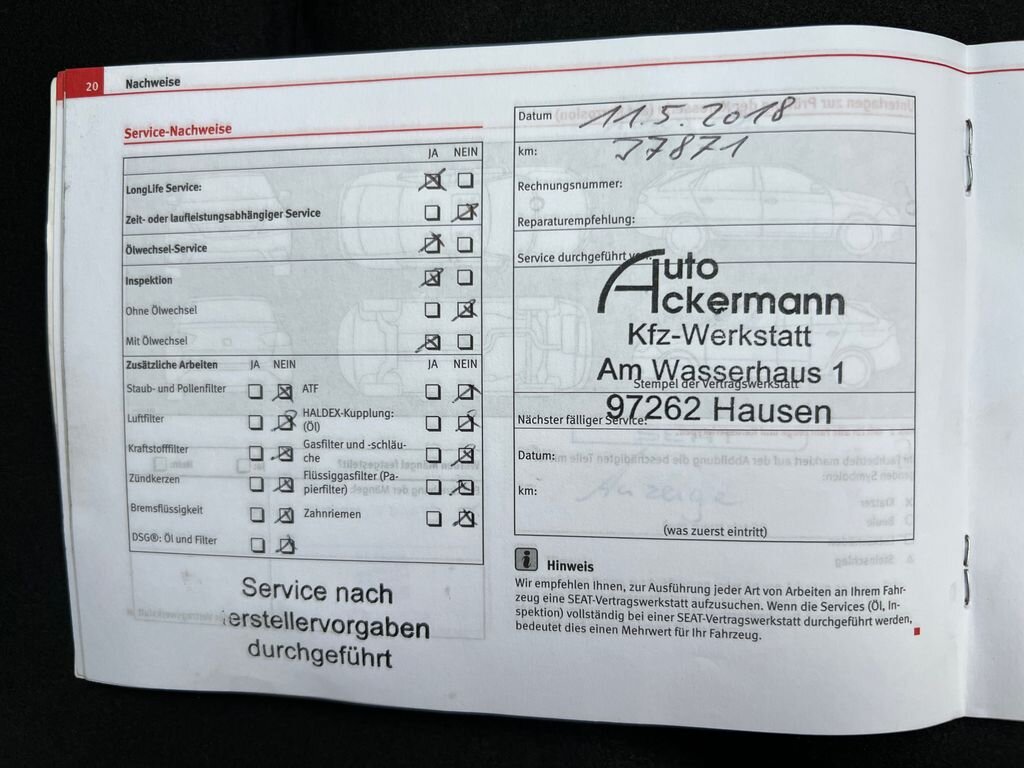 20 Nachweise
Service-Nachweise
JA NEIN
LongLife Service:
Zeit- oder laufleistungsabhängiger Service
Ölwechsel-Service
Inspektion
Ohne Ölwechsel
Mit Ölwechsel
Zusätzliche Arbeiten JA NEIN JA NEIN
Staub- und Pollenfilter ATF
Luftfilter HALDEX-Kupplung:
(Öl)
Kraftstofffilter Gasfilter und -schläu-
che
Zündkerzen Flüssiggasfilter (Pa-
pierfilter)
Bremsflüssigkeit Zahnriemen
DSG®: Öl und Filter
Service nach
erstellervorgaben
durchgeführt
Datum 11.5.2018
km: 37871
Rechnungsnummer:
Reparaturempfehlung:
Service durchgeführt
Auto
Ackermann
Kfz-Werkstatt
Am Wasserhaus 1
Stempel der Vertragswerkstatt
97262 Hausen
Nächster fälliger Service:
Datum:
km: Anzeige
(was zuerst eintritt)
i Hinweis
Wir empfehlen Ihnen, zur Ausführung jeder Art von Arbeiten an Ihrem Fahr-
zeug eine SEAT-Vertragswerkstatt aufzusuchen. Wenn die Services (Öl, In-
spektion) vollständig bei einer SEAT-Vertragswerkstatt durchgeführt werden,
bedeutet dies einen Mehrwert für Ihr Fahrzeug.